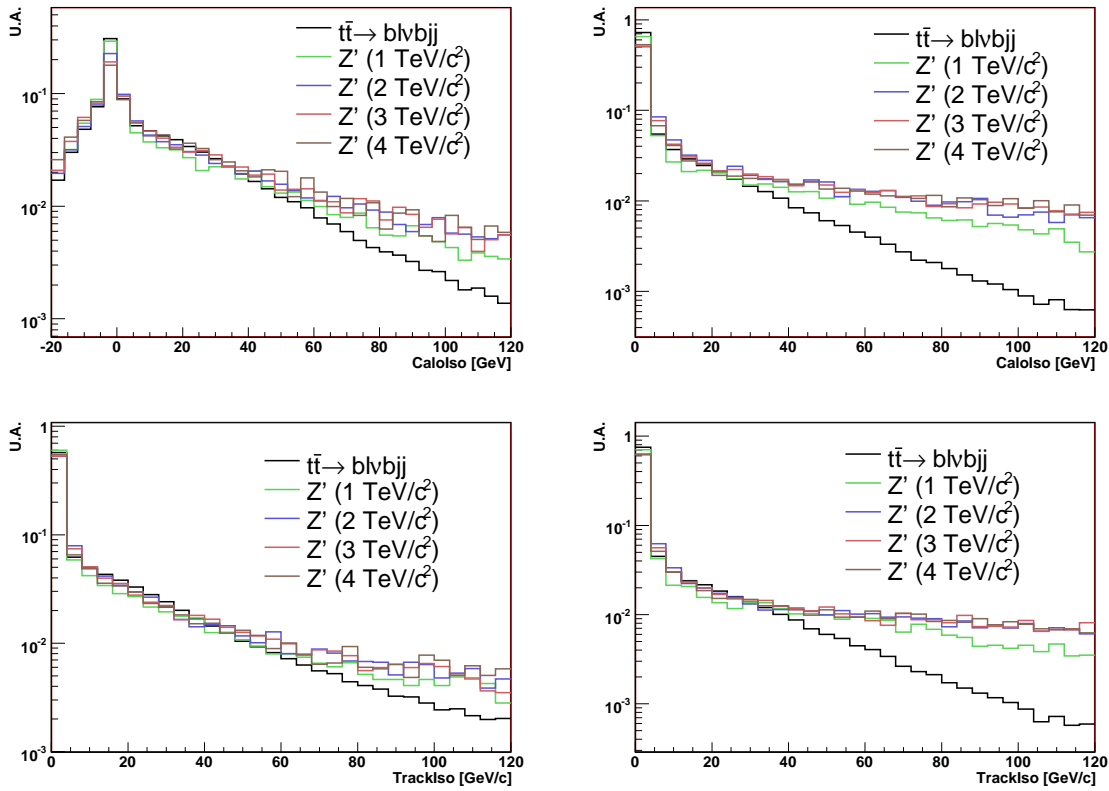 U.A.
tt̄→ blνbjj
Z' (1 TeV/c²)
Z' (2 TeV/c²)
Z' (3 TeV/c²)
Z' (4 TeV/c²)
10⁻¹
10⁻²
10⁻³
-20 0 20 40 60 80 100 120
CaloIso [GeV]
U.A.
tt̄→ blνbjj
Z' (1 TeV/c²)
Z' (2 TeV/c²)
Z' (3 TeV/c²)
Z' (4 TeV/c²)
1
10⁻¹
10⁻²
10⁻³
0 20 40 60 80 100 120
CaloIso [GeV]
U.A.
tt̄→ blνbjj
Z' (1 TeV/c²)
Z' (2 TeV/c²)
Z' (3 TeV/c²)
Z' (4 TeV/c²)
1
10⁻¹
10⁻²
10⁻³
0 20 40 60 80 100 120
TrackIso [GeV/c]
U.A.
tt̄→ blνbjj
Z' (1 TeV/c²)
Z' (2 TeV/c²)
Z' (3 TeV/c²)
Z' (4 TeV/c²)
1
10⁻¹
10⁻²
10⁻³
0 20 40 60 80 100 120
TrackIso [GeV/c]